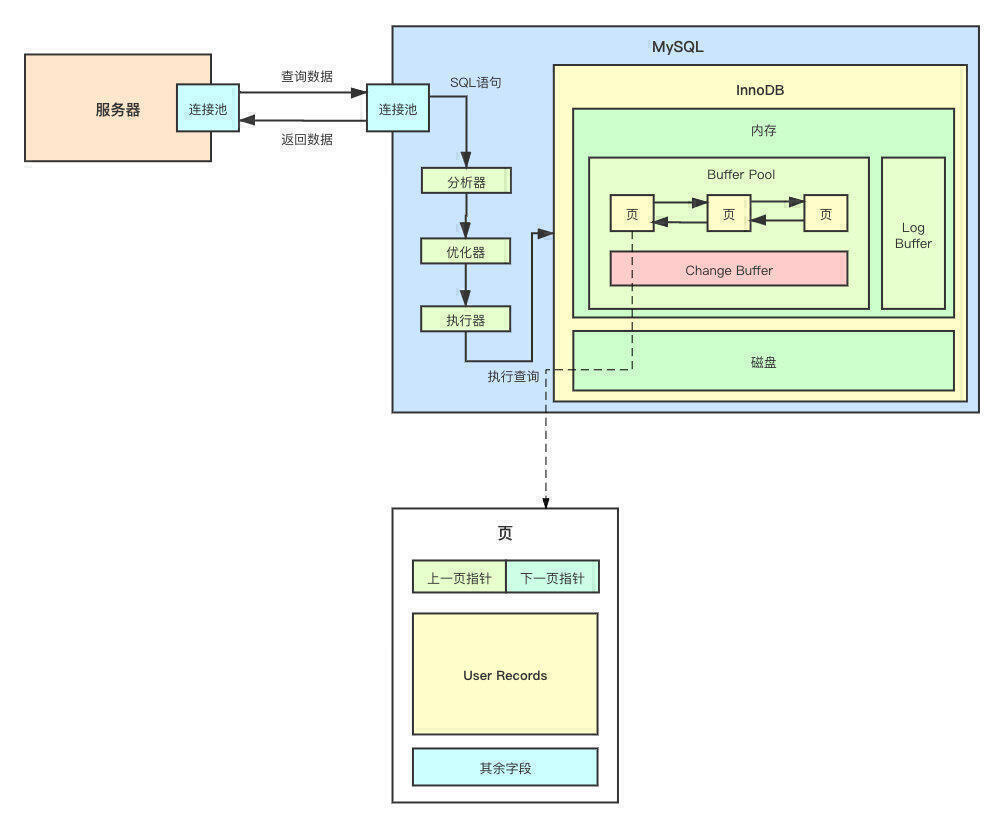 MySQL
服务器
连接池
查询数据
返回数据
连接池
SQL语句
分析器
优化器
执行器
执行查询
InnoDB
内存
Buffer Pool
页
页
页
Change Buffer
Log
Buffer
磁盘
页
上一页指针
下一页指针
User Records
其余字段